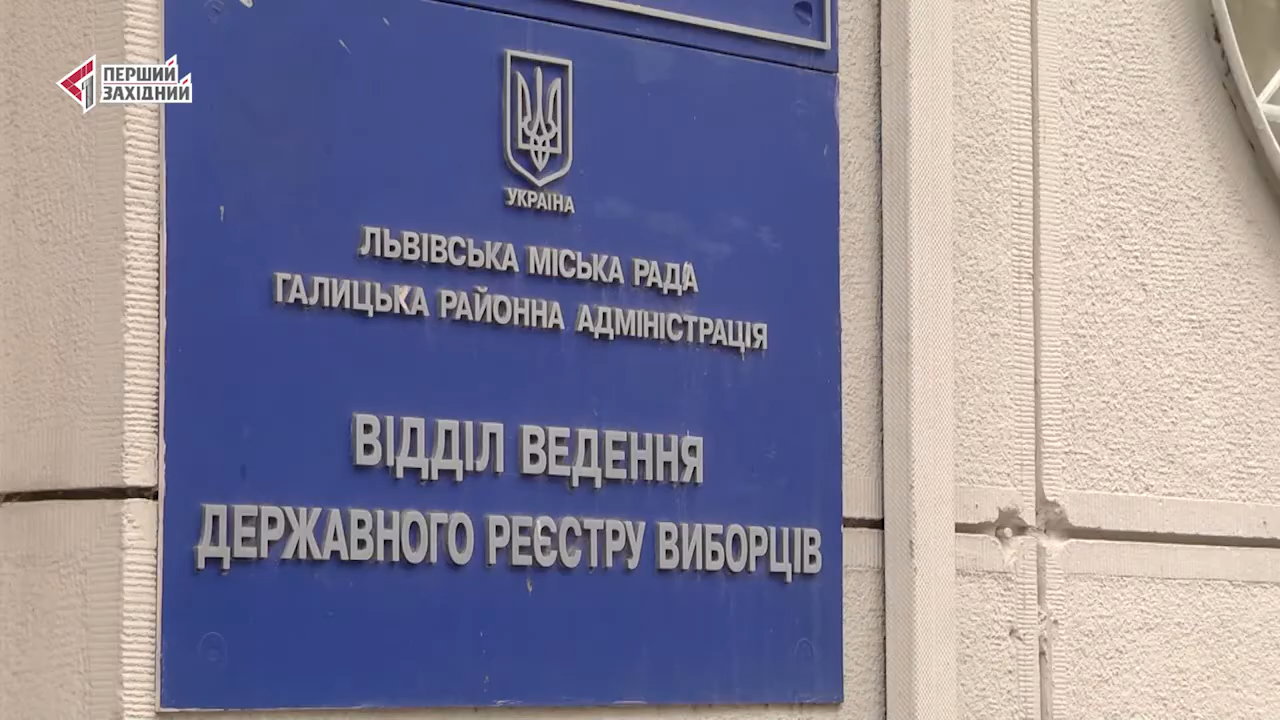 ПЕРШИЙ
ЗАХІДНИЙ
УКРАЇНА
ЛЬВІВСЬКА МІСЬКА РАДА
ГАЛИЦЬКА РАЙОННА АДМІНІСТРАЦІЯ
ВІДДІЛ ВЕДЕННЯ
ДЕРЖАВНОГО РЕЄСТРУ ВИБОРЦІВ